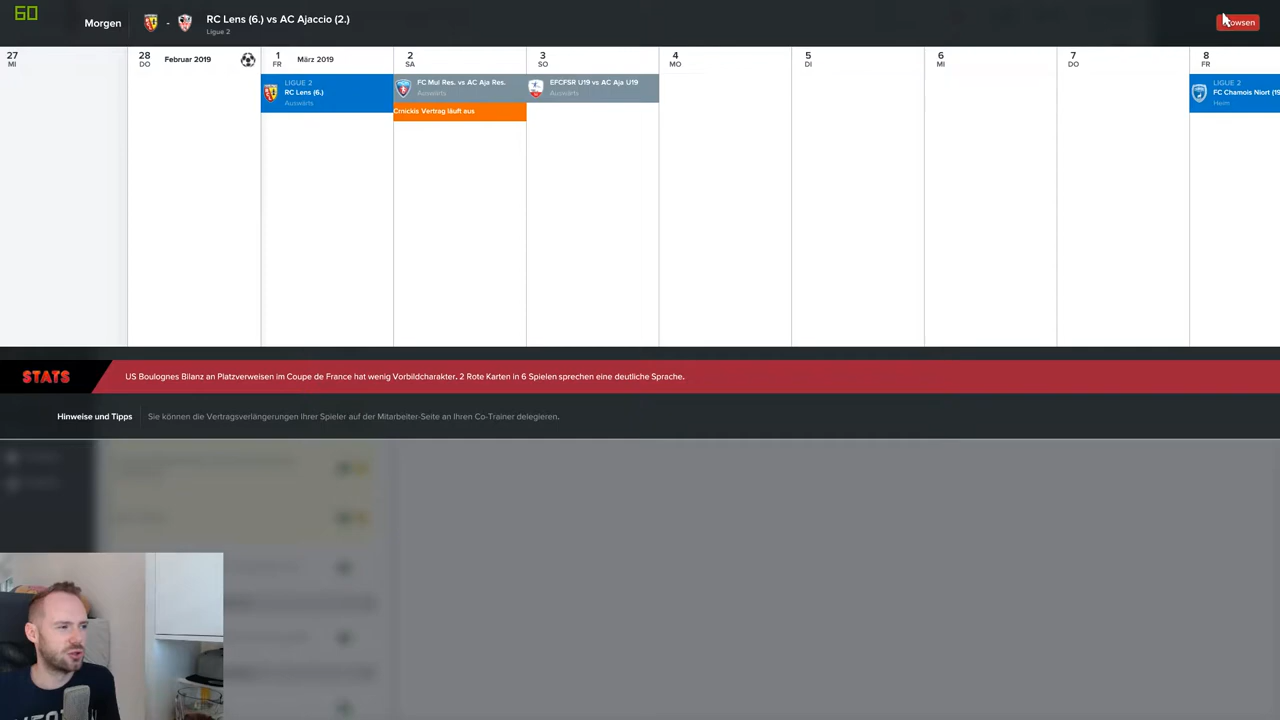 60
Morgen
RC Lens (6.) vs AC Ajaccio (2.)
Ligue 2
27
MI
28
DO
Februar 2019
1
FR
März 2019
2
SA
3
SO
4
MO
5
DI
6
MI
7
DO
8
FR
LIGUE 2
RC Lens (6.)
Auswärts
FC Mul Res. vs AC Aja Res.
Auswärts
Crnickis Vertrag läuft aus
EFCFSR U19 vs AC Aja U19
Auswärts
LIGUE 2
FC Chamois Niort (19
Heim
STATS
US Boulognes Bilanz an Platzverweisen im Coupe de France hat wenig Vorbildcharakter. 2 Rote Karten in 6 Spielen sprechen eine deutliche Sprache.
Hinweise und Tipps
Sie können die Vertragsverlängerungen Ihrer Spieler auf der Mitarbeiter-Seite an Ihren Co-Trainer delegieren.